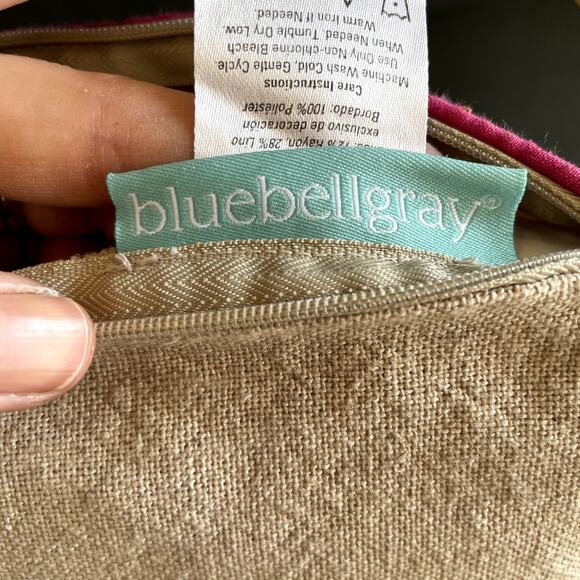 bluebellgray®
72% Rayon, 28% Lino
exclusivo de decoración
Bordado: 100% Poliéster
Care Instructions
Machine Wash Cold, Gentle Cycle
Use Only Non-chlorine Bleach
When Needed. Tumble Dry Low.
Warm Iron If Needed.